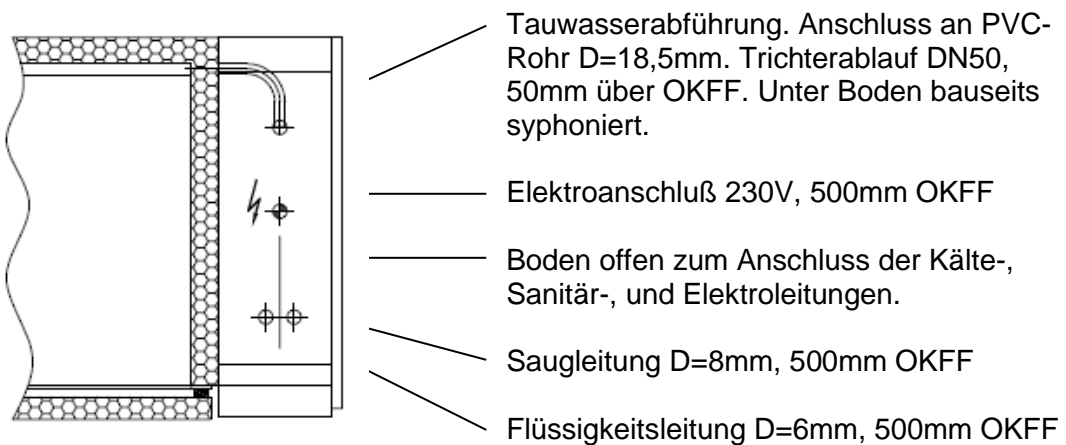 Tauwasserabführung. Anschluss an PVC-
Rohr D=18,5mm. Trichterablauf DN50,
50mm über OKFF. Unter Boden bauseits
syphoniert.
Elektroanschluß 230V, 500mm OKFF
Boden offen zum Anschluss der Kälte-,
Sanitär-, und Elektroleitungen.
Saugleitung D=8mm, 500mm OKFF
Flüssigkeitsleitung D=6mm, 500mm OKFF